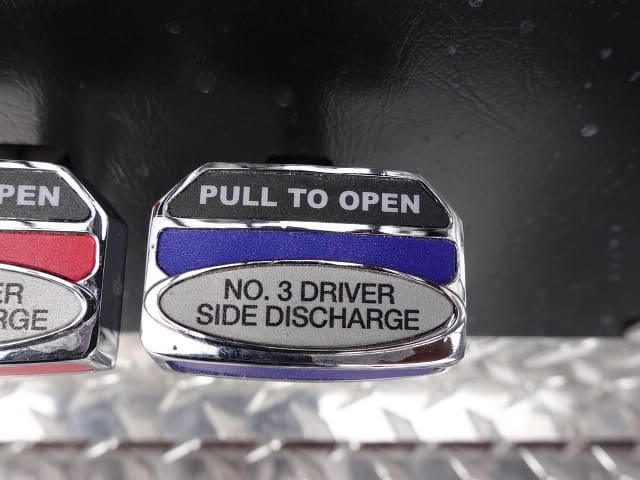 PULL TO OPEN
NO. 3 DRIVER
SIDE DISCHARGE